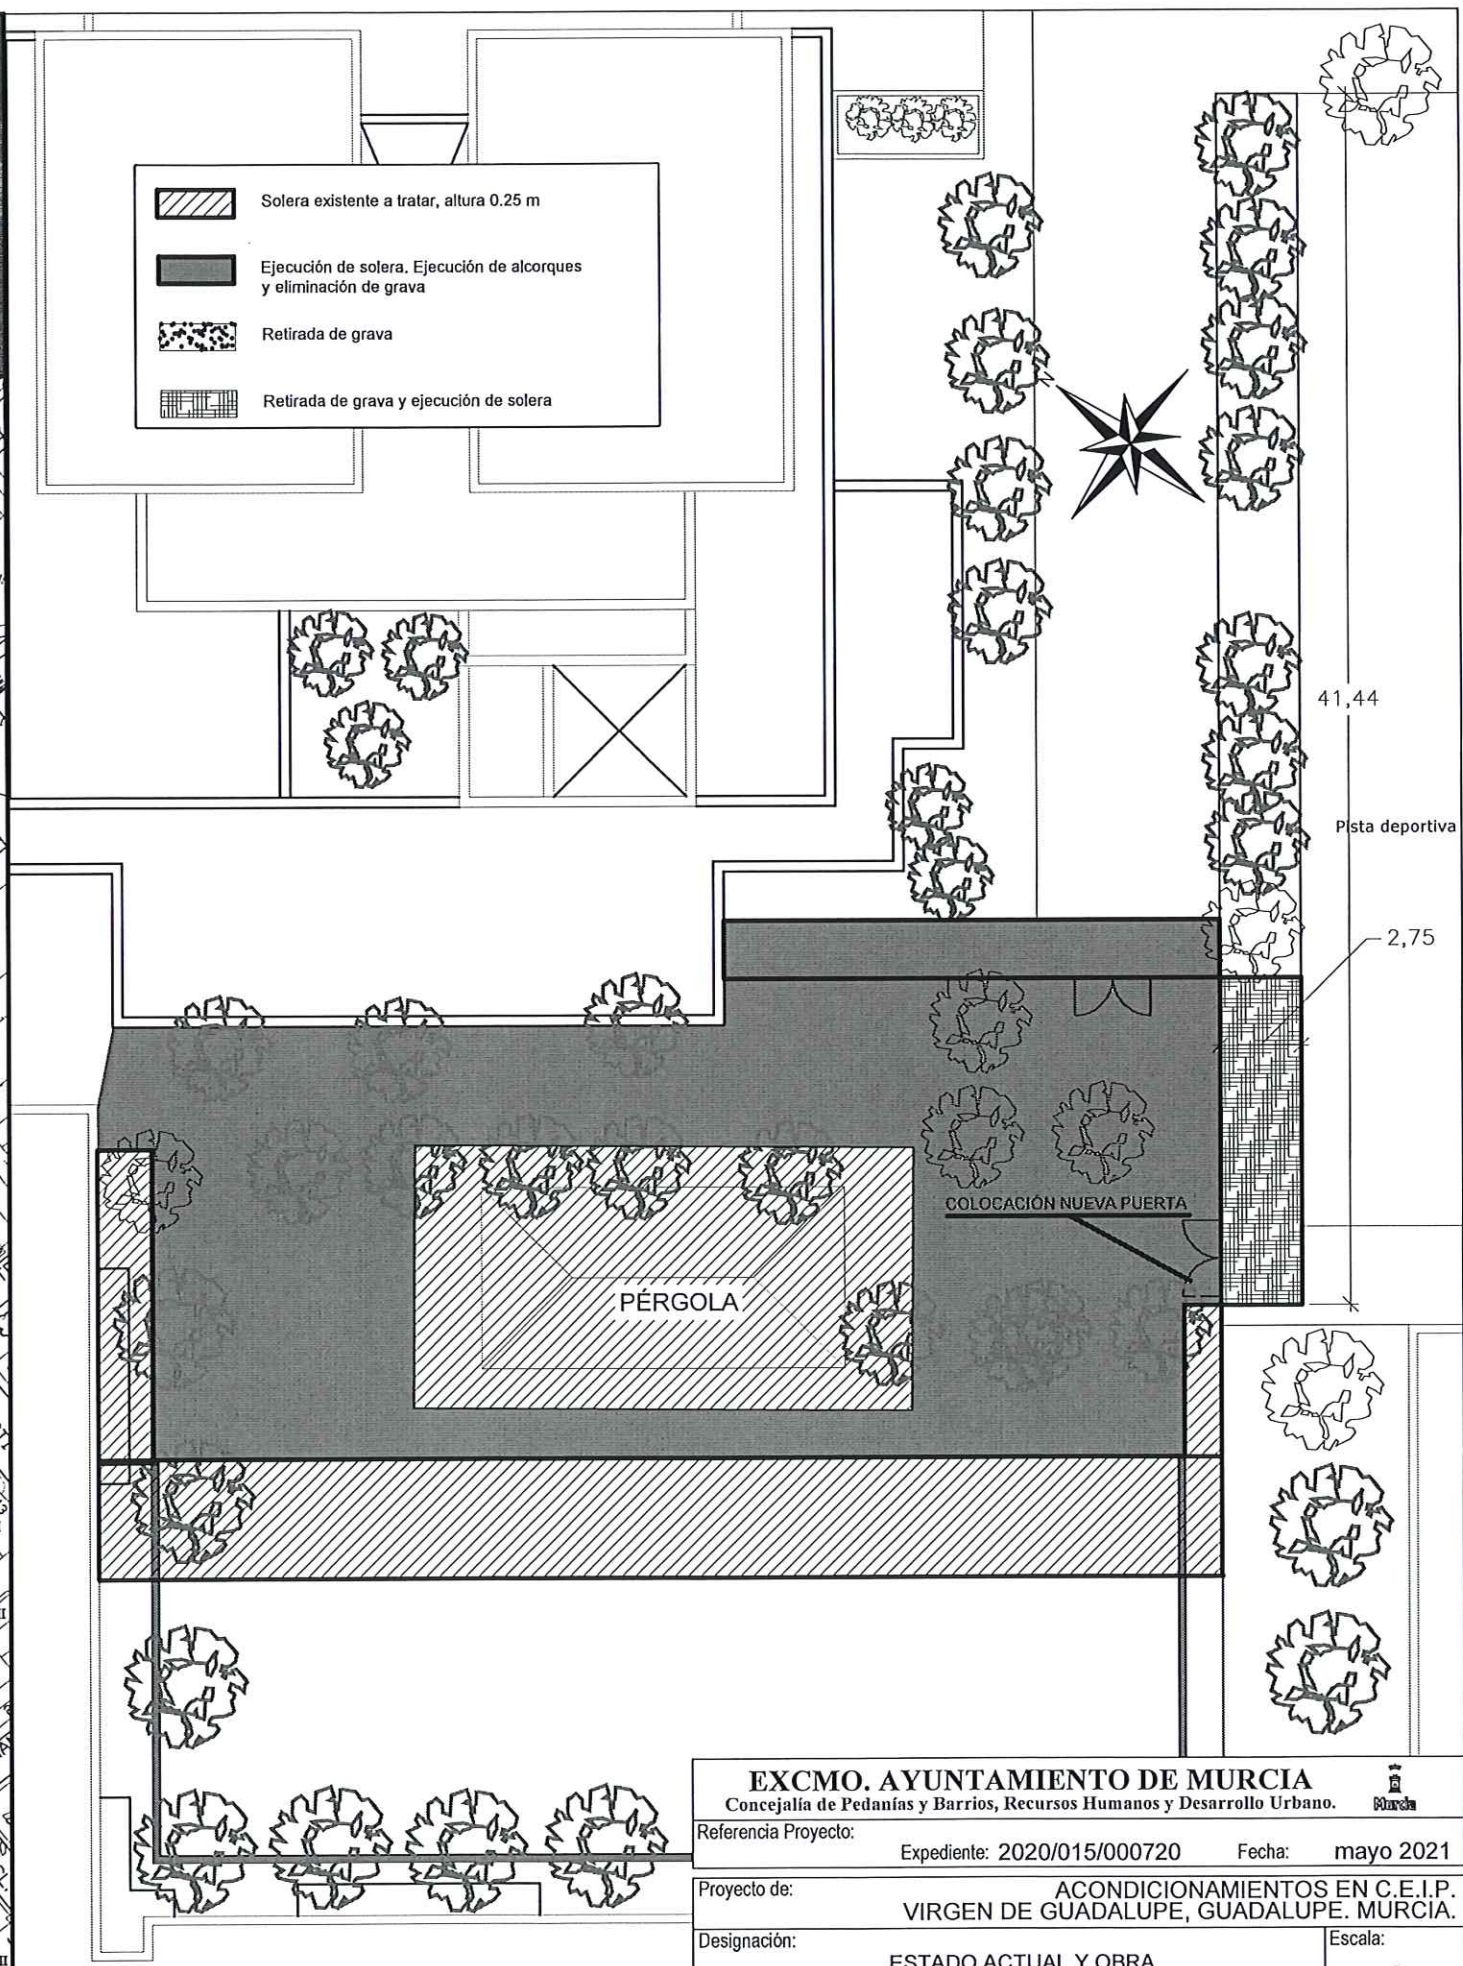 Solera existente a tratar, altura 0.25 m
Ejecución de solera. Ejecución de alcorques
y eliminación de grava
Retirada de grava
Retirada de grava y ejecución de solera
N
41,44
Pista deportiva
2,75
COLOCACIÓN NUEVA PUERTA
PÉRGOLA
EXCMO. AYUNTAMIENTO DE MURCIA
Concejalía de Pedanías y Barrios, Recursos Humanos y Desarrollo Urbano.
Murcia
Referencia Proyecto:
Expediente: 2020/015/000720 Fecha: mayo 2021
Proyecto de: ACONDICIONAMIENTOS EN C.E.I.P.
VIRGEN DE GUADALUPE, GUADALUPE. MURCIA.
Designación: Escala:
ESTADO ACTUAL Y OBRA